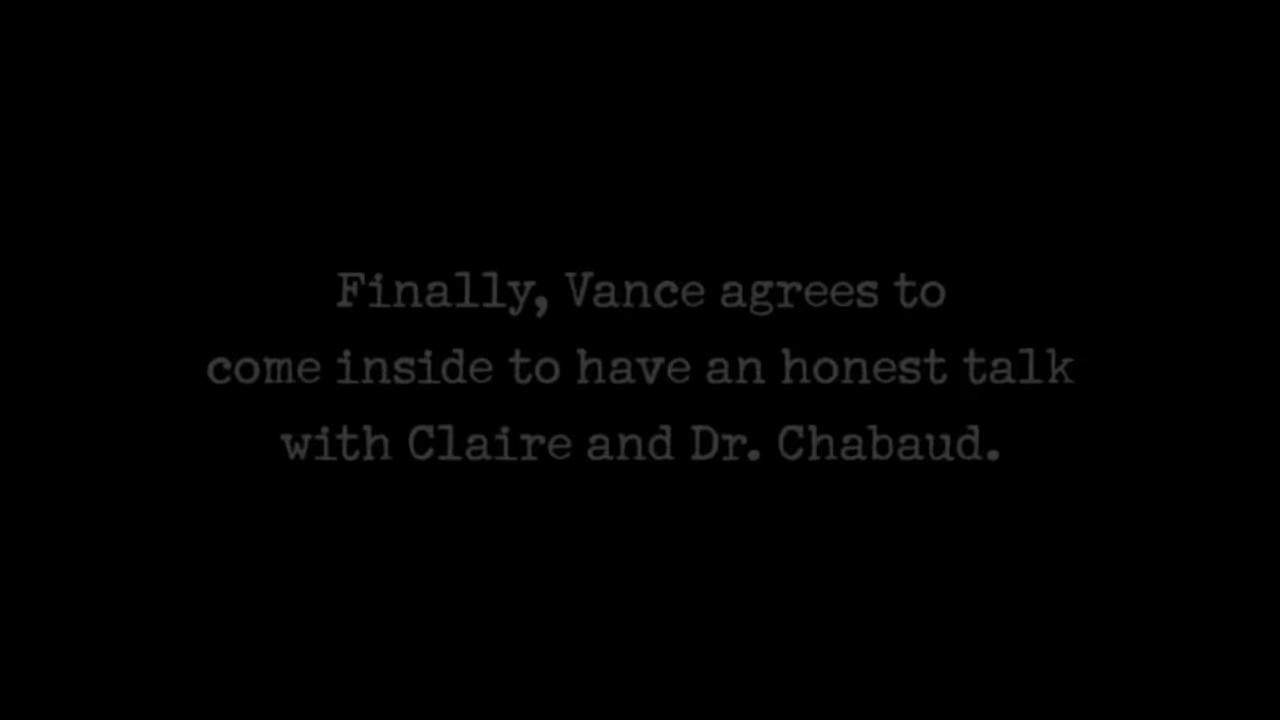 Finally, Vance agrees to
come inside to have an honest talk
with Claire and Dr. Chabaud.